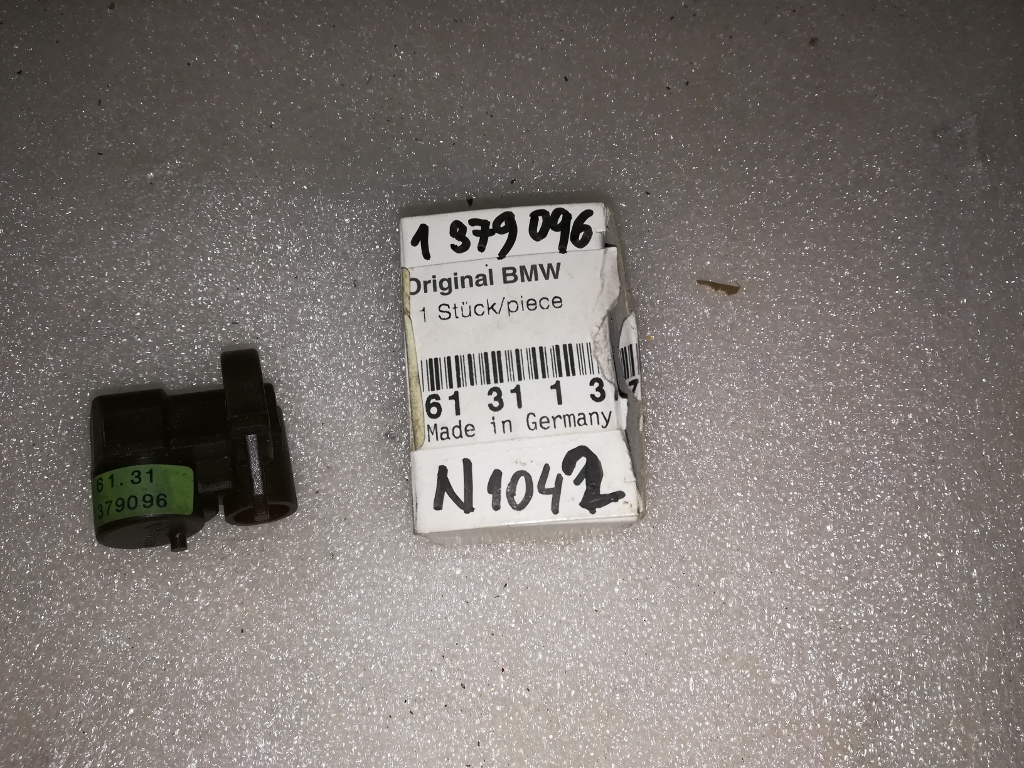 1 379 096
Original BMW
1 Stück/piece
61 31 1 3
7
Made in Germany
N1042
61.31
379096